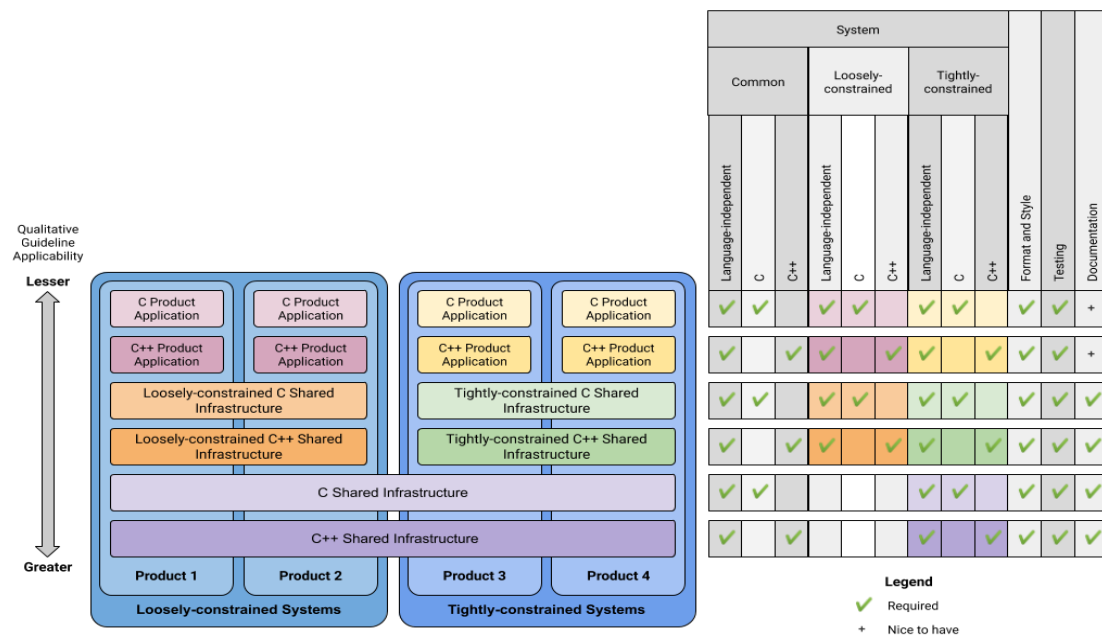 System
Common
Loosely-
constrained
Tightly-
constrained
Language-independent
C
C++
Language-independent
C
C++
Language-independent
C
C++
Format and Style
Testing
Documentation
Qualitative
Guideline
Applicability
Lesser
Greater
C Product
Application
C Product
Application
C Product
Application
C Product
Application
✔ ✔ ✔ ✔ ✔ ✔ ✔ ✔ +
C++ Product
Application
C++ Product
Application
C++ Product
Application
C++ Product
Application
✔ ✔ ✔ ✔ ✔ ✔ ✔ ✔ +
Loosely-constrained C Shared
Infrastructure
Tightly-constrained C Shared
Infrastructure
✔ ✔ ✔ ✔ ✔ ✔ ✔ ✔ ✔
Loosely-constrained C++ Shared
Infrastructure
Tightly-constrained C++ Shared
Infrastructure
✔ ✔ ✔ ✔ ✔ ✔ ✔ ✔ ✔
C Shared Infrastructure
✔ ✔ ✔ ✔ ✔ ✔ ✔
C++ Shared Infrastructure
✔ ✔ ✔ ✔ ✔ ✔ ✔
Product 1
Product 2
Product 3
Product 4
Loosely-constrained Systems
Tightly-constrained Systems
Legend
✔ Required
+ Nice to have